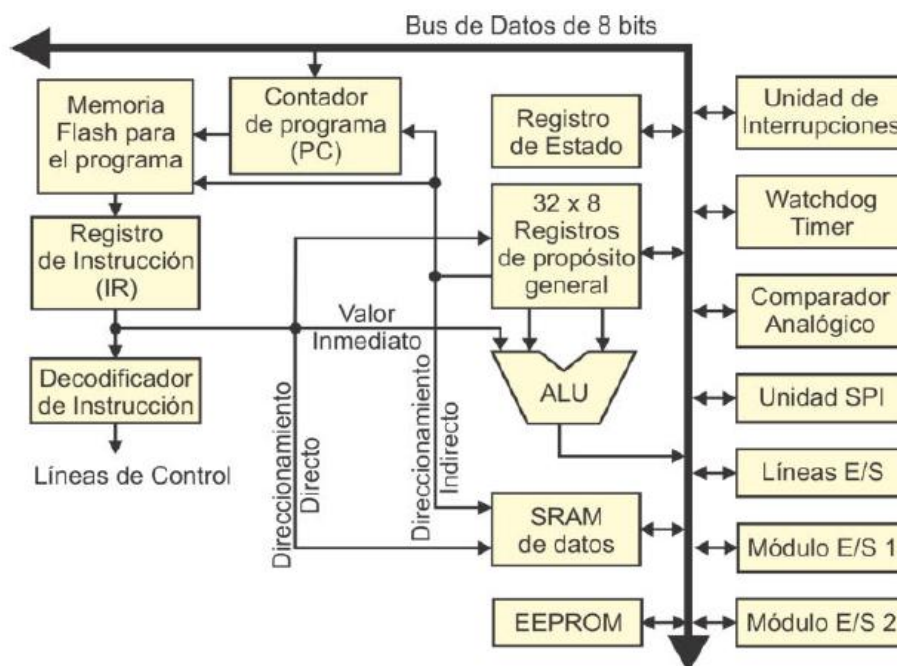 Bus de Datos de 8 bits
Memoria
Flash para
el programa
Contador
de programa
(PC)
Registro
de Estado
Unidad de
Interrupciones
32 x 8
Registros
de propósito
general
Watchdog
Timer
Registro
de Instrucción
(IR)
Valor
Inmediato
Comparador
Analógico
Decodificador
de Instrucción
ALU
Unidad SPI
Líneas de Control
Direccionamiento
Directo
Direccionamiento
Indirecto
Líneas E/S
SRAM
de datos
Módulo E/S 1
EEPROM
Módulo E/S 2